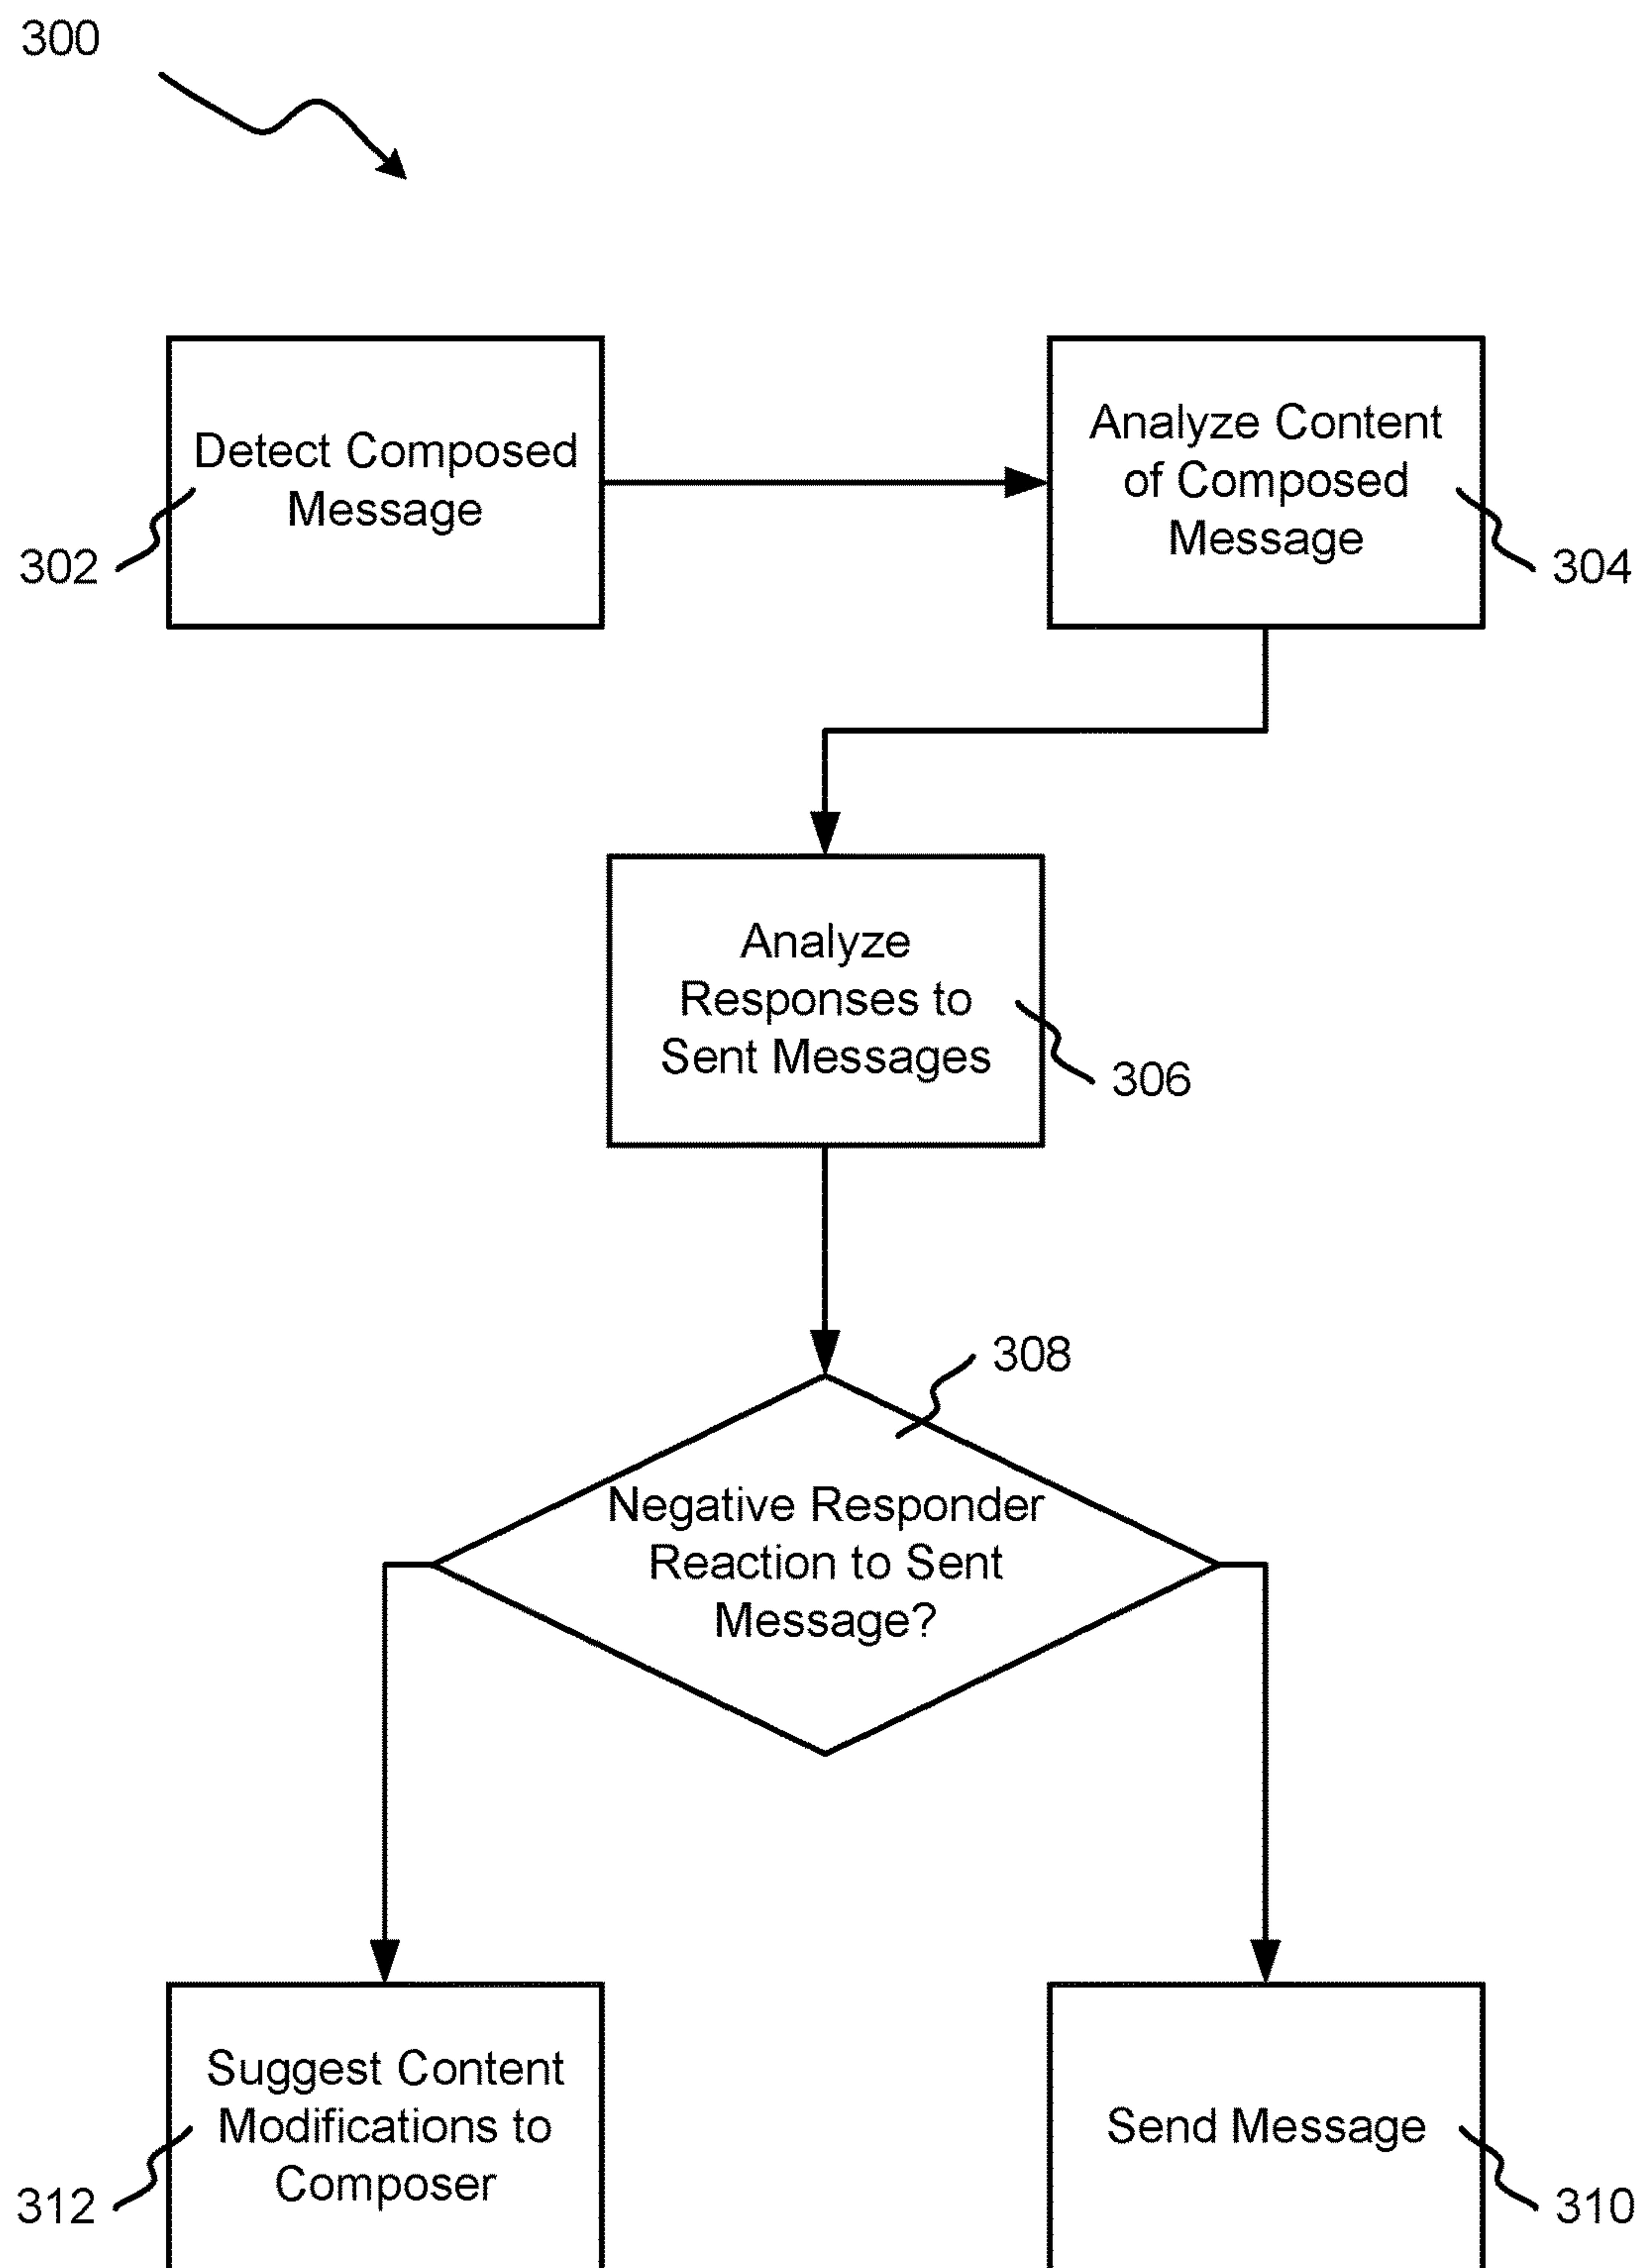 300
Detect Composed
Message
302
Analyze Content
of Composed
Message
304
Analyze
Responses to
Sent Messages
306
308
Negative Responder
Reaction to Sent
Message?
Suggest Content
Modifications to
Composer
312
Send Message
310